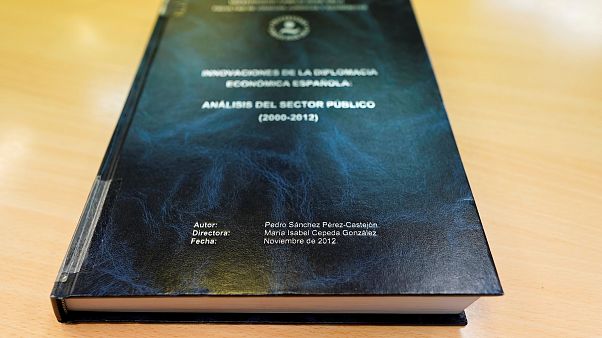 INNOVACIONES DE LA DIPLOMACIA
ECONÓMICA ESPAÑOLA:
ANÁLISIS DEL SECTOR PÚBLICO
(2000-2012)
Autor: Pedro Sánchez Pérez-Castejón
Directora: María Isabel Cepeda González
Fecha: Noviembre de 2012